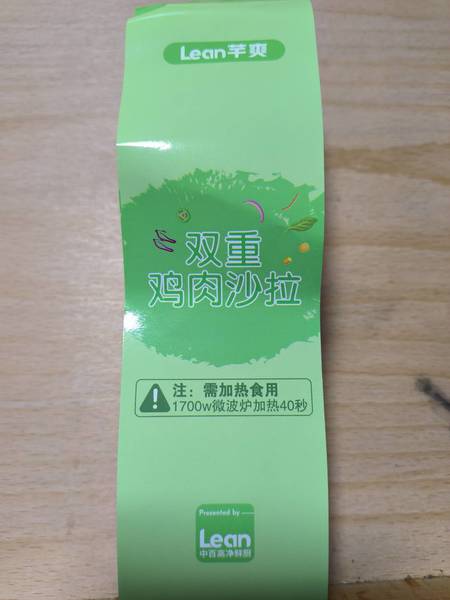 Lean芊爽
双重
鸡肉沙拉
注：需加热食用
1700w微波炉加热40秒
Presented by
Lean
中百高净鲜厨